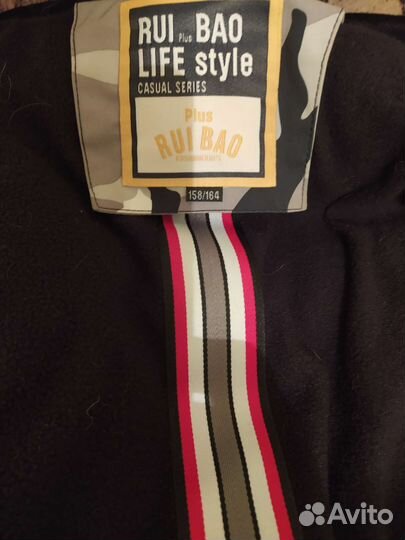 RUI Plus BAO
LIFE style
CASUAL SERIES
Plus
RUI BAO
158/164
Avito